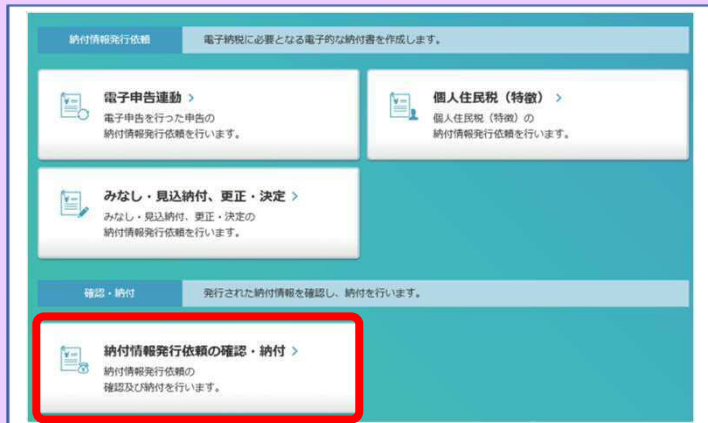 納付情報発行依頼
電子納税に必要となる電子的な納付書を作成します。
電子申告連動 >
電子申告を行った申告の
納付情報発行依頼を行います。
個人住民税（特徴） >
個人住民税（特徴）の
納付情報発行依頼を行います。
みなし・見込納付、更正・決定 >
みなし・見込納付、更正・決定の
納付情報発行依頼を行います。
確認・納付
発行された納付情報を確認し、納付を行います。
納付情報発行依頼の確認・納付 >
納付情報発行依頼の
確認及び納付を行います。